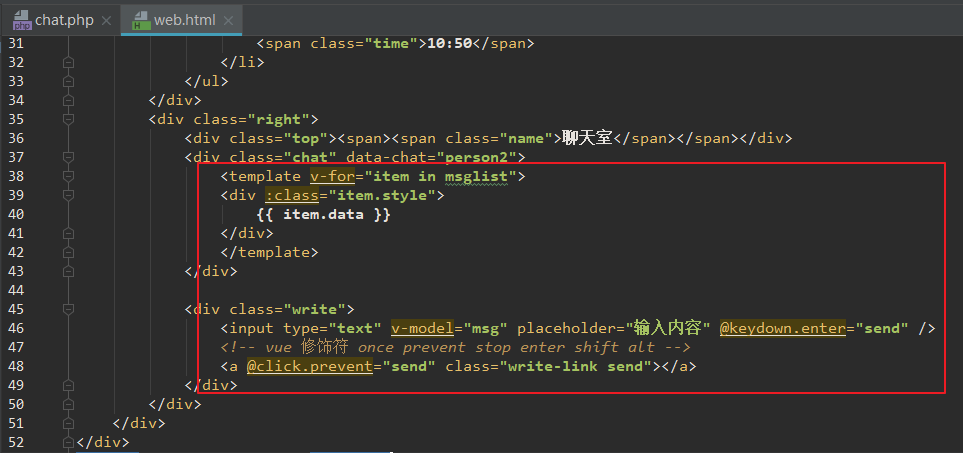 chat.php
web.html
31 <span class="time">10:50</span>
32 </li>
33 </ul>
34 </div>
35 <div class="right">
36 <div class="top"><span><span class="name">聊天室</span></span></div>
37 <div class="chat" data-chat="person2">
38 <template v-for="item in msglist">
39 <div :class="item.style">
40 {{ item.data }}
41 </div>
42 </template>
43 </div>
44
45 <div class="write">
46 <input type="text" v-model="msg" placeholder="输入内容" @keydown.enter="send" />
47 <!-- vue 修饰符 once prevent stop enter shift alt -->
48 <a @click.prevent="send" class="write-link send"></a>
49 </div>
50 </div>
51 </div>
52 </div>